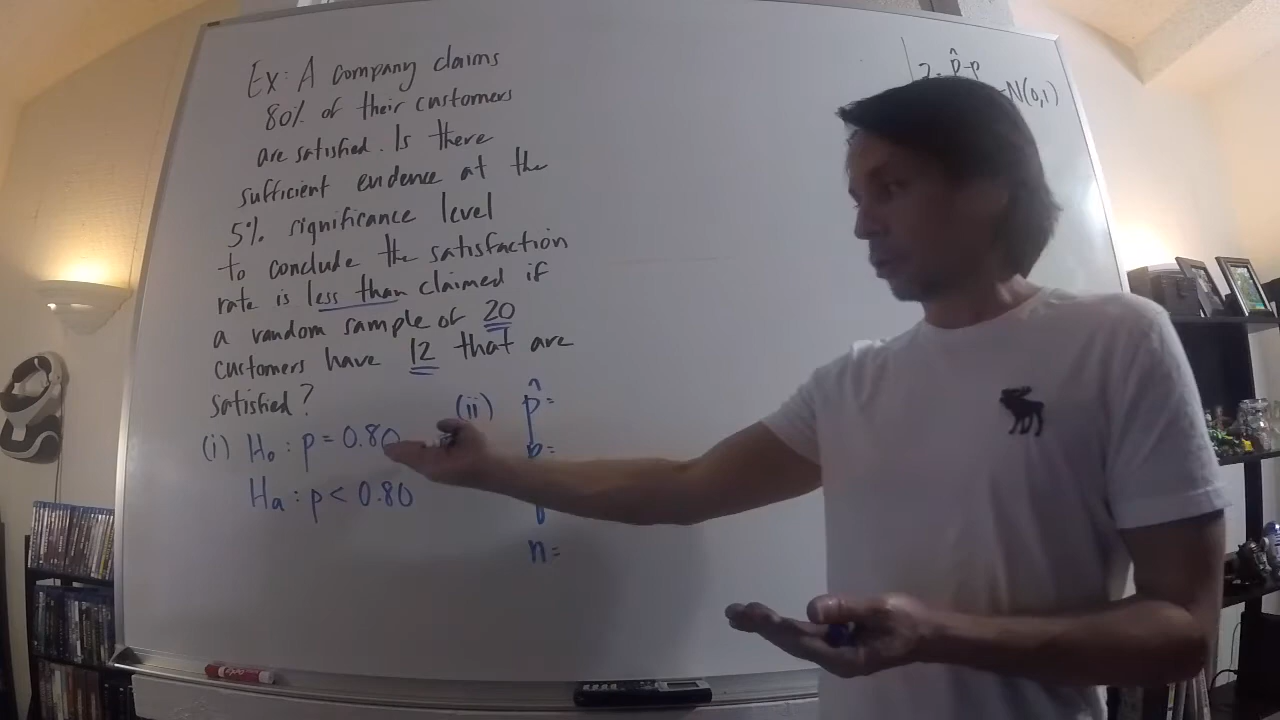 Ex: A company claims
80% of their customers
are satisfied. Is there
sufficient evidence at the
5% significance level
to conclude the satisfaction
rate is less than claimed if
a random sample of 20
customers have 12 that are
satisfied?
(i) H₀: p = 0.80
Ha: p < 0.80
(ii) p̂ =
p =
n =
p̂-p
~N(0,1)
EXPO